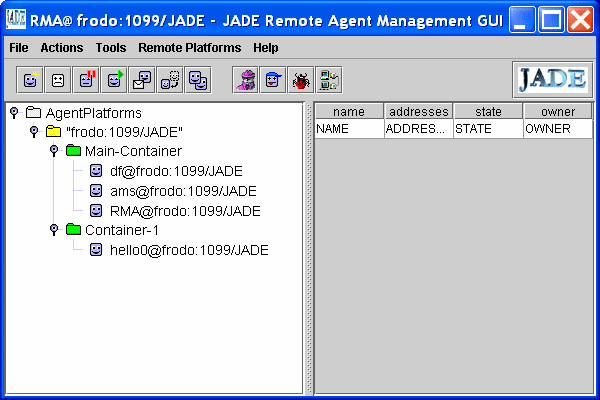 RMA@ frodo:1099/JADE - JADE Remote Agent Management GUI
File Actions Tools Remote Platforms Help
JADE
AgentPlatforms
"frodo:1099/JADE"
Main-Container
df@frodo:1099/JADE
ams@frodo:1099/JADE
RMA@frodo:1099/JADE
Container-1
hello0@frodo:1099/JADE
name addresses state owner
NAME ADDRES... STATE OWNER